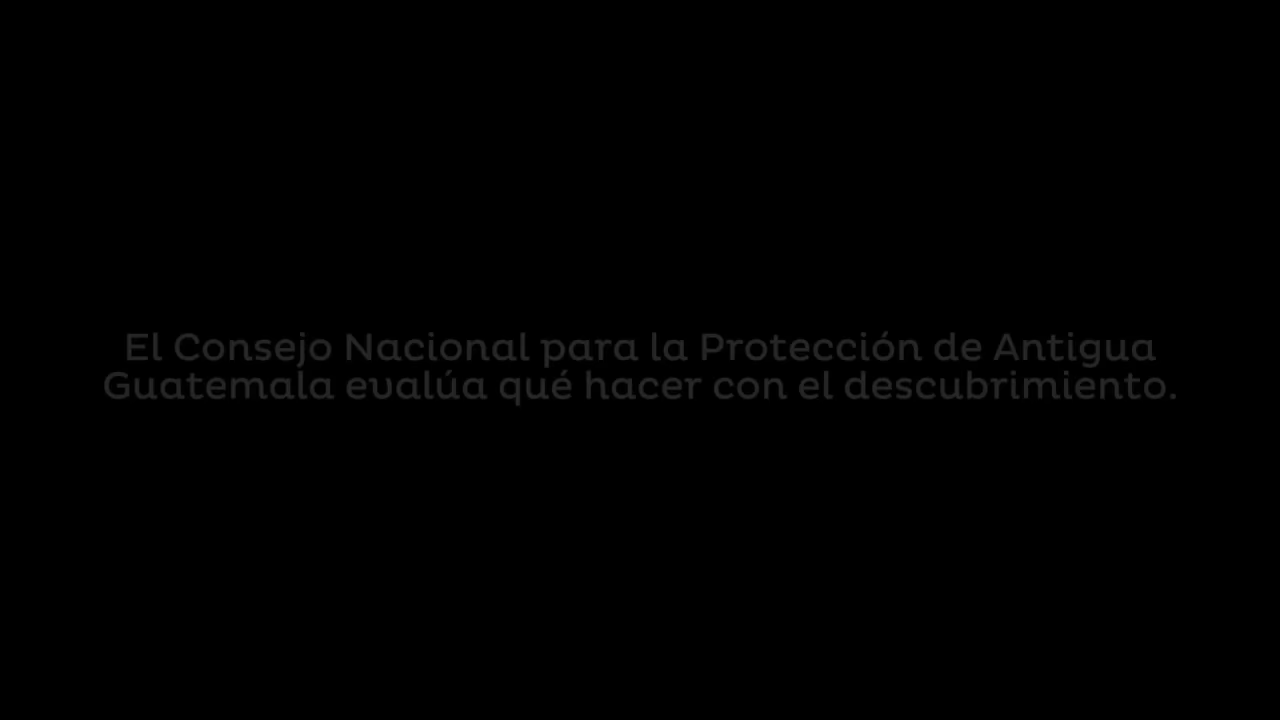 El Consejo Nacional para la Protección de Antigua
Guatemala evalúa qué hacer con el descubrimiento.